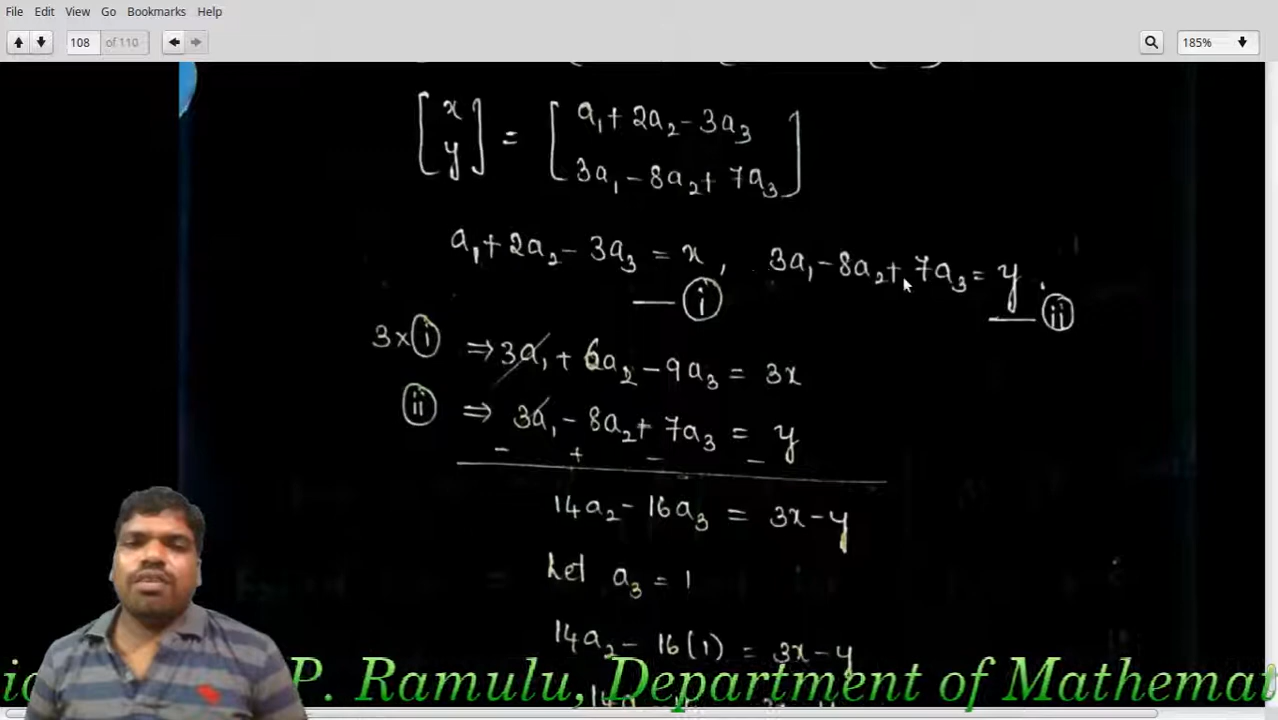 File Edit View Go Bookmarks Help
108 of 110 185%
[x y] = [a₁ + 2a₂ - 3a₃
3a₁ - 8a₂ + 7a₃]
a₁ + 2a₂ - 3a₃ = x, 3a₁ - 8a₂ + 7a₃ = y.
— (i) — (ii)
3×(i) ⇒ 3a₁ + 6a₂ - 9a₃ = 3x
(ii) ⇒ 3a₁ - 8a₂ + 7a₃ = y
- + - -
14a₂ - 16a₃ = 3x - y
Let a₃ = 1
14a₂ - 16(1) = 3x - y
P. Ramulu, Department of Mathemat